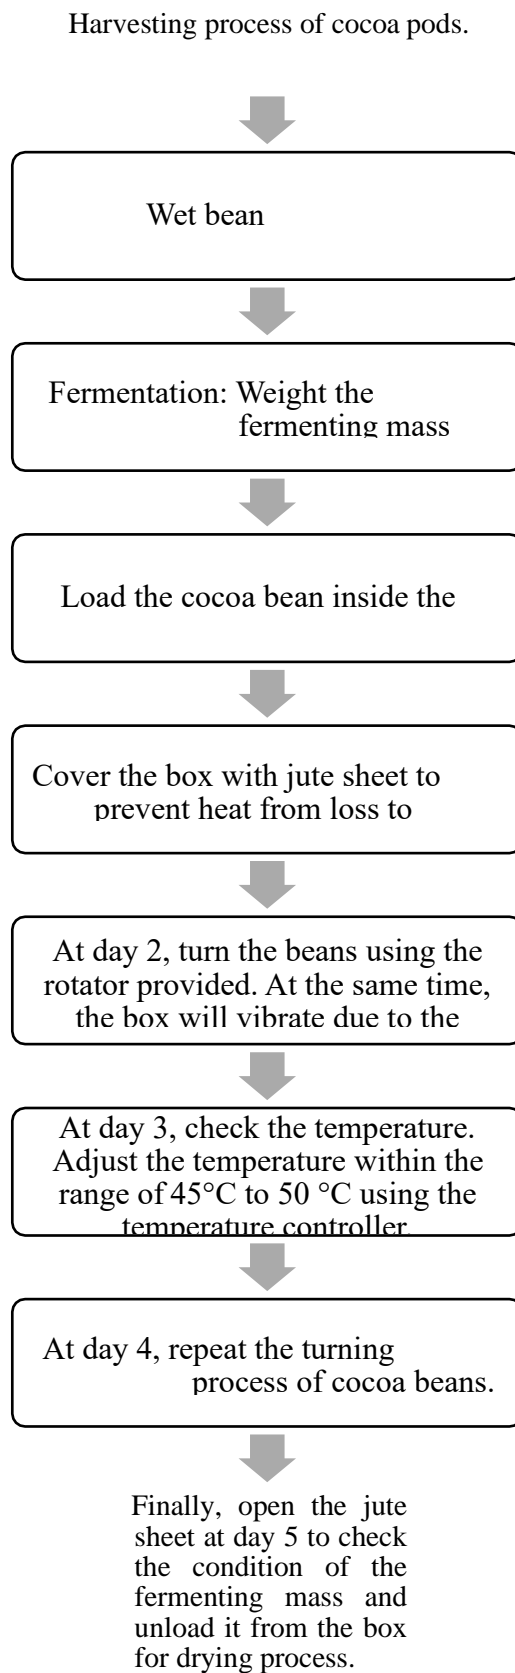 Harvesting process of cocoa pods.
Wet bean
Fermentation: Weight the
fermenting mass
Load the cocoa bean inside the
Cover the box with jute sheet to
prevent heat from loss to
At day 2, turn the beans using the
rotator provided. At the same time,
the box will vibrate due to the
At day 3, check the temperature.
Adjust the temperature within the
range of 45°C to 50 °C using the
temperature controller.
At day 4, repeat the turning
process of cocoa beans.
Finally, open the jute
sheet at day 5 to check
the condition of the
fermenting mass and
unload it from the box
for drying process.